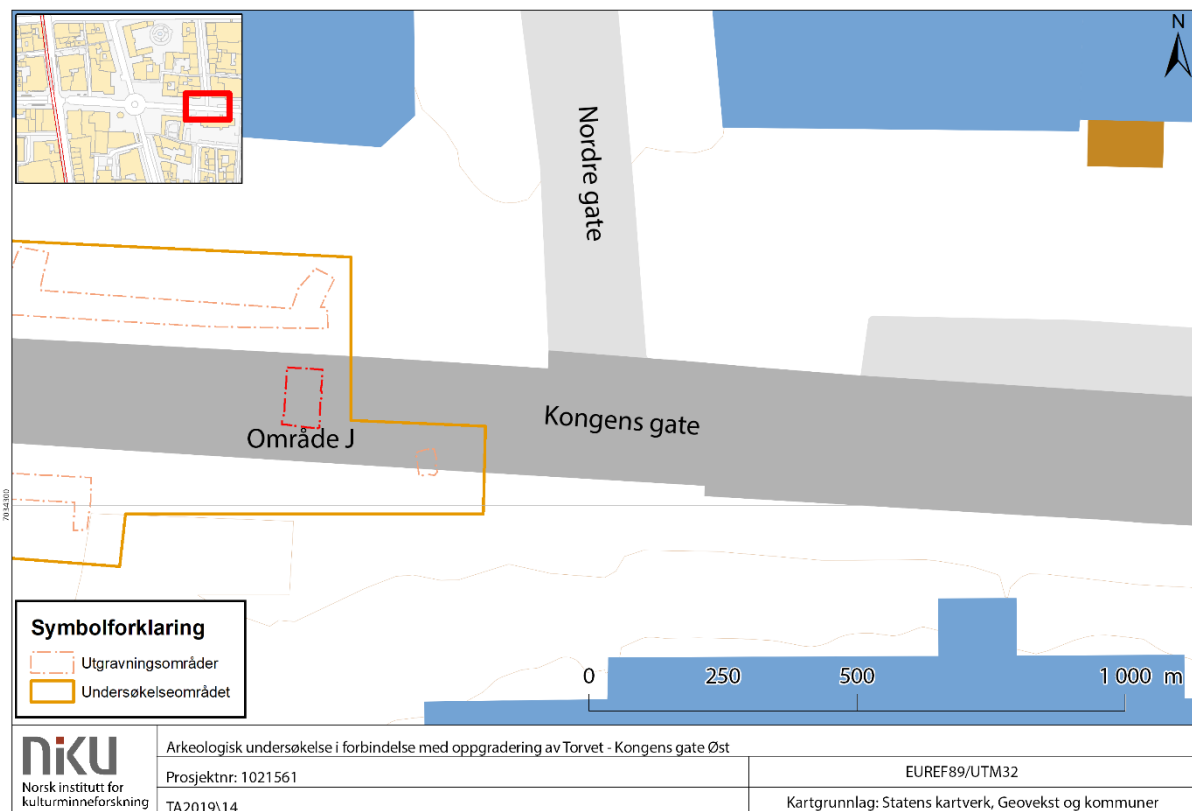 N
Nordre gate
Kongens gate
Område J
7034300
Symbolforklaring
Utgravningsområder
Undersøkelseområdet
0 250 500 1 000 m
niku
Norsk institutt for
kulturminneforskning
Arkeologisk undersøkelse i forbindelse med oppgradering av Torvet - Kongens gate Øst
Prosjektnr: 1021561
EUREF89/UTM32
TA2019\14
Kartgrunnlag: Statens kartverk, Geovekst og kommuner